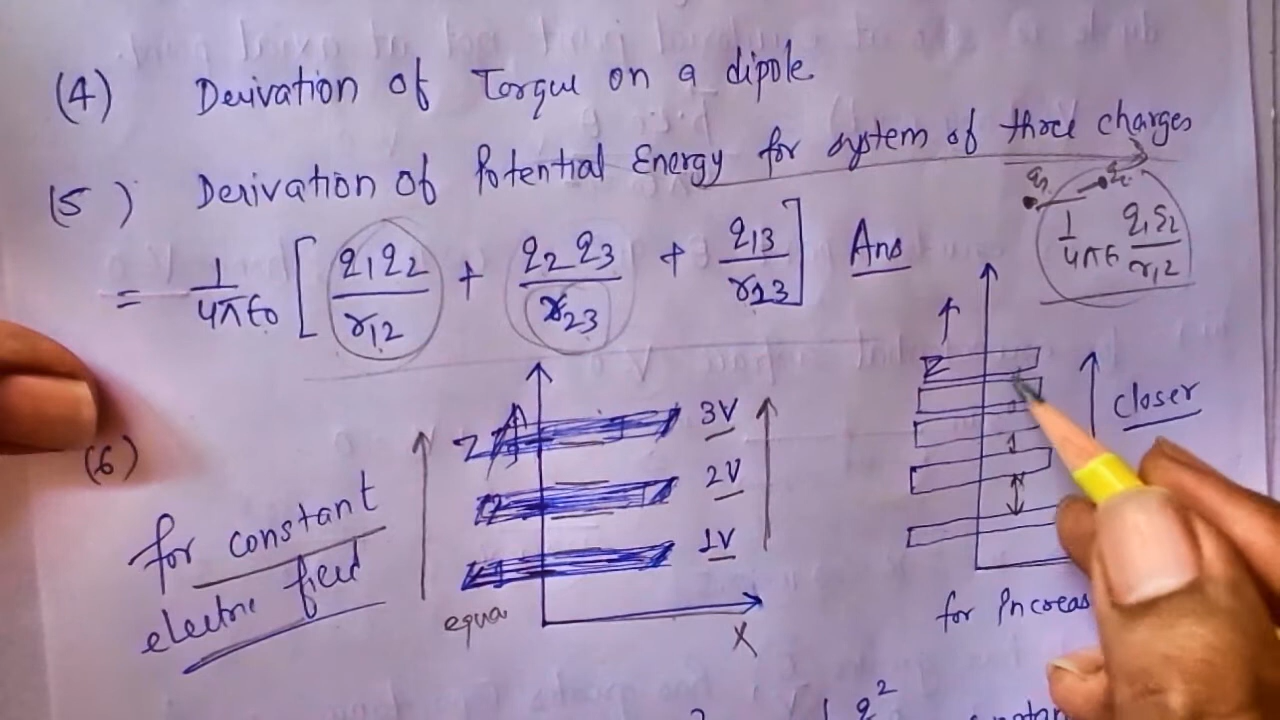 (4) Derivation of Torque on a dipole.
(5) Derivation of Potential Energy for system of three charges
= 1/4πϵ0 [ q1q2/r12 + q2q3/r23 + q13/r23 ] Ans
1/4πϵ q1q2/r12
(6)
for constant
electric field
Z
3V
2V
1V
equa
X
Z
closer
for Increas
q²